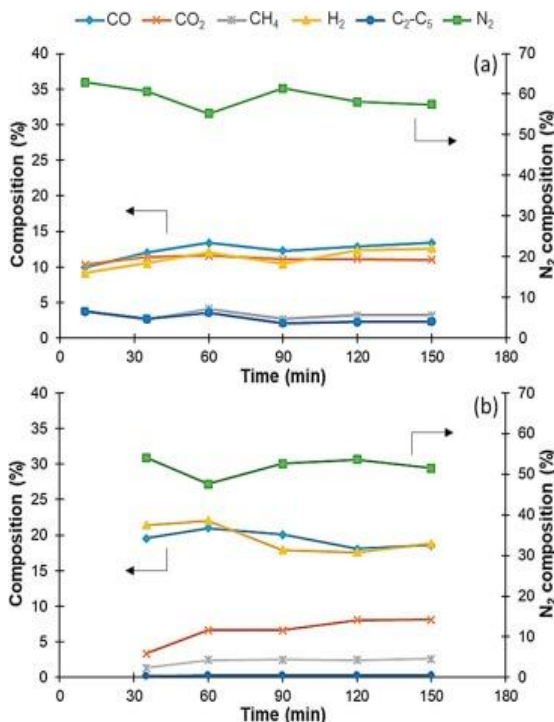 CO CO₂ CH₄ H₂ C₂-C₅ N₂
(a)
40 35 30 25 20 15 10 5 0
Composition (%)
70 60 50 40 30 20 10 0
N₂ composition (%)
0 30 60 90 120 150 180
Time (min)
(b)
40 35 30 25 20 15 10 5 0
Composition (%)
70 60 50 40 30 20 10 0
N₂ composition (%)
0 30 60 90 120 150 180
Time (min)